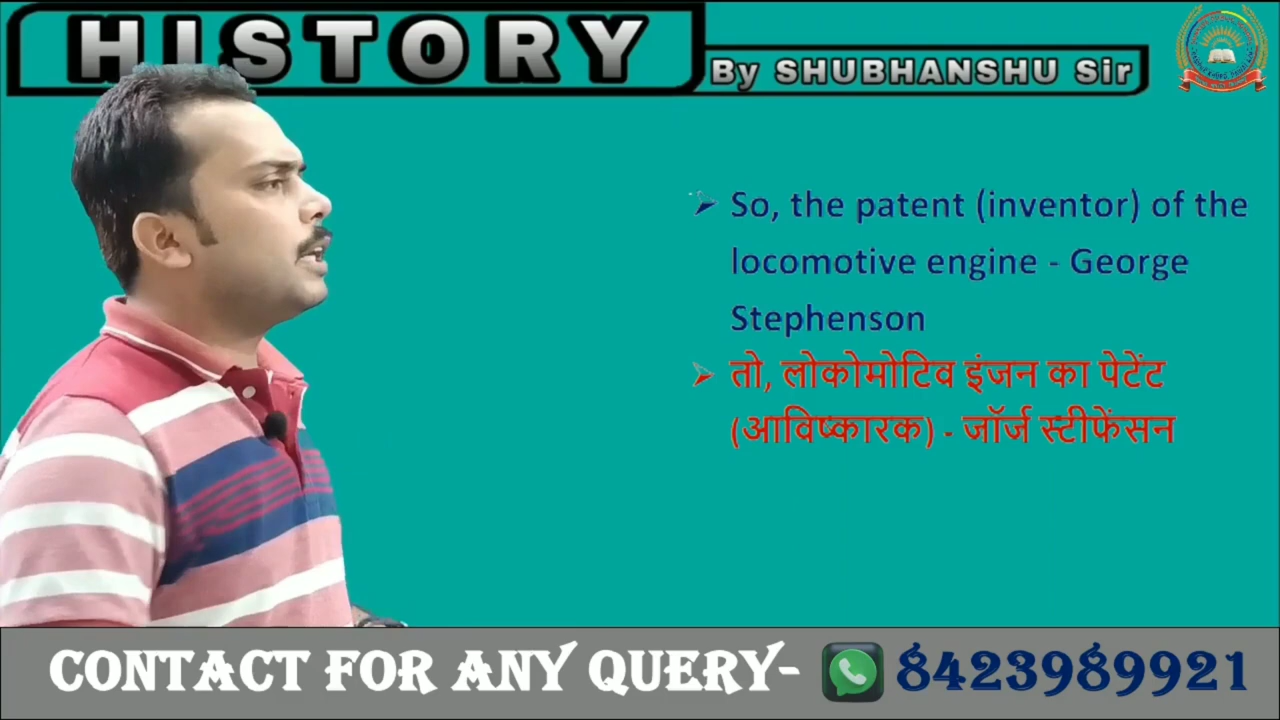 HISTORY
By SHUBHANSHU Sir
So, the patent (inventor) of the
locomotive engine - George
Stephenson
तो, लोकोमोटिव इंजन का पेटेंट
(आविष्कारक) - जॉर्ज स्टीफेंसन
CONTACT FOR ANY QUERY- 8423989921